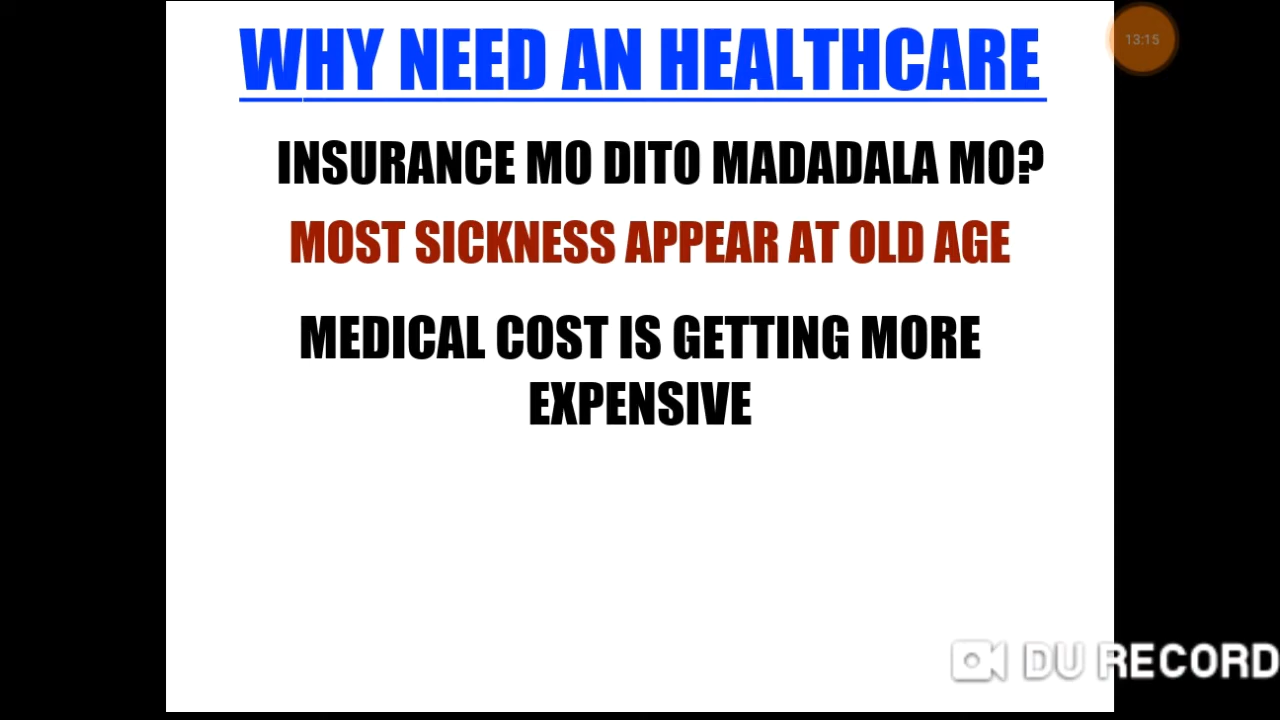 WHY NEED AN HEALTHCARE
13:15
INSURANCE MO DITO MADADALA MO?
MOST SICKNESS APPEAR AT OLD AGE
MEDICAL COST IS GETTING MORE
EXPENSIVE
DU RECORD